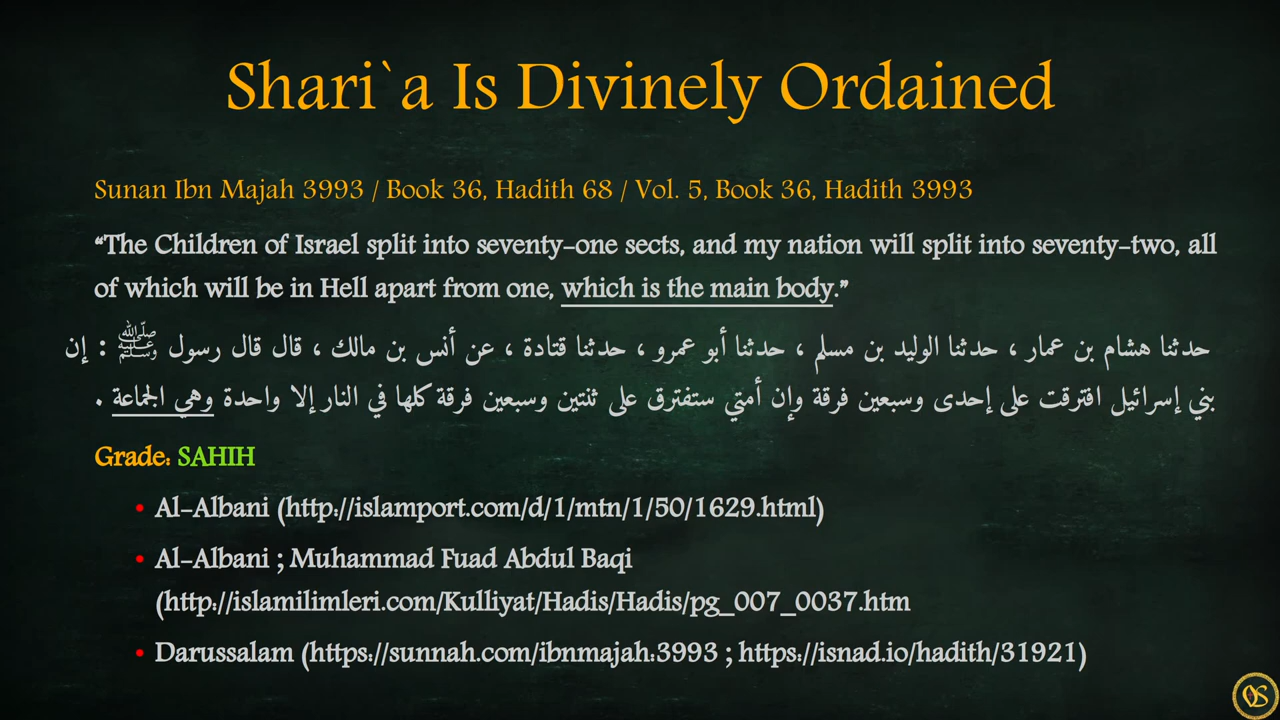 Shari`a Is Divinely Ordained
Sunan Ibn Majah 3993 / Book 36, Hadith 68 / Vol. 5, Book 36, Hadith 3993
“The Children of Israel split into seventy-one sects, and my nation will split into seventy-two, all
of which will be in Hell apart from one, which is the main body.”
حدثنا هشام بن عمار ، حدثنا الوليد بن مسلم ، حدثنا أبو عمرو ، حدثنا قتادة ، عن أنس بن مالك ، قال قال رسول ﷺ : إن
بني إسرائيل افترقت على إحدى وسبعين فرقة وإن أمتي ستفترق على ثنتين وسبعين فرقة كلها في النار إلا واحدة وهي الجماعة .
Grade: SAHIH
• Al-Albani (http://islamport.com/d/1/mtn/1/50/1629.html)
• Al-Albani ; Muhammad Fuad Abdul Baqi
(http://islamilimleri.com/Kulliyat/Hadis/Hadis/pg_007_0037.htm
• Darussalam (https://sunnah.com/ibnmajah:3993 ; https://isnad.io/hadith/31921)